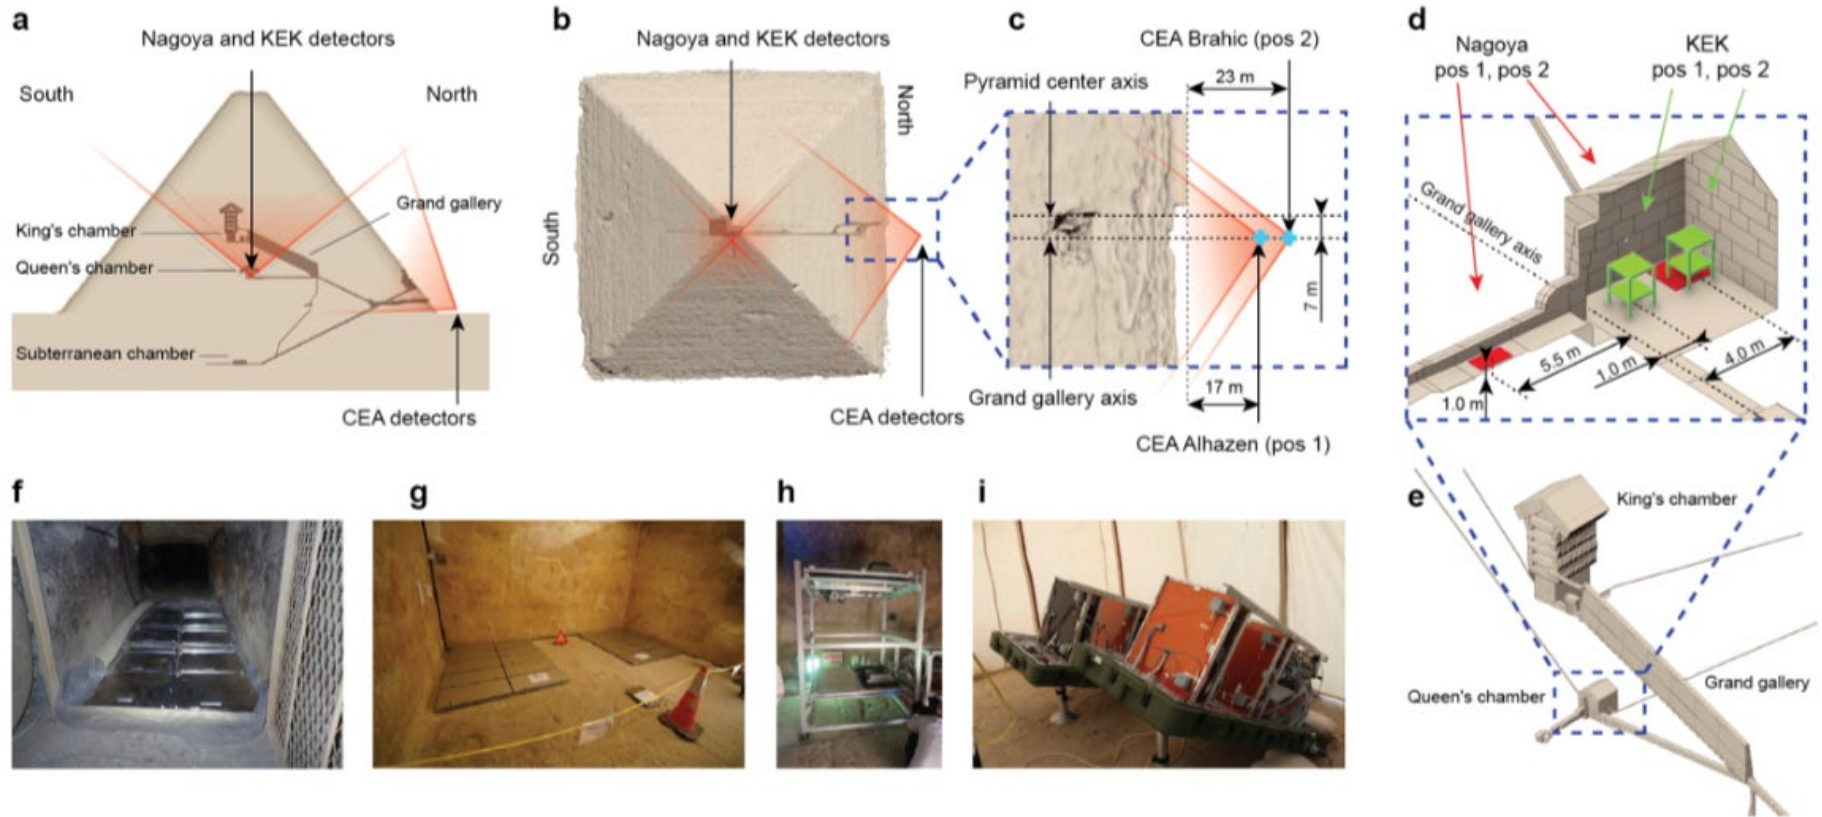 a
Nagoya and KEK detectors
South
North
Grand gallery
King's chamber
Queen's chamber
Subterranean chamber
CEA detectors
b
Nagoya and KEK detectors
North
South
CEA detectors
c
CEA Brahic (pos 2)
23 m
Pyramid center axis
7 m
Grand gallery axis
17 m
CEA Alhazen (pos 1)
d
Nagoya
pos 1, pos 2
KEK
pos 1, pos 2
Grand gallery axis
5.5 m
1.0 m
4.0 m
1.0 m
e
King's chamber
Queen's chamber
Grand gallery
f
g
h
i